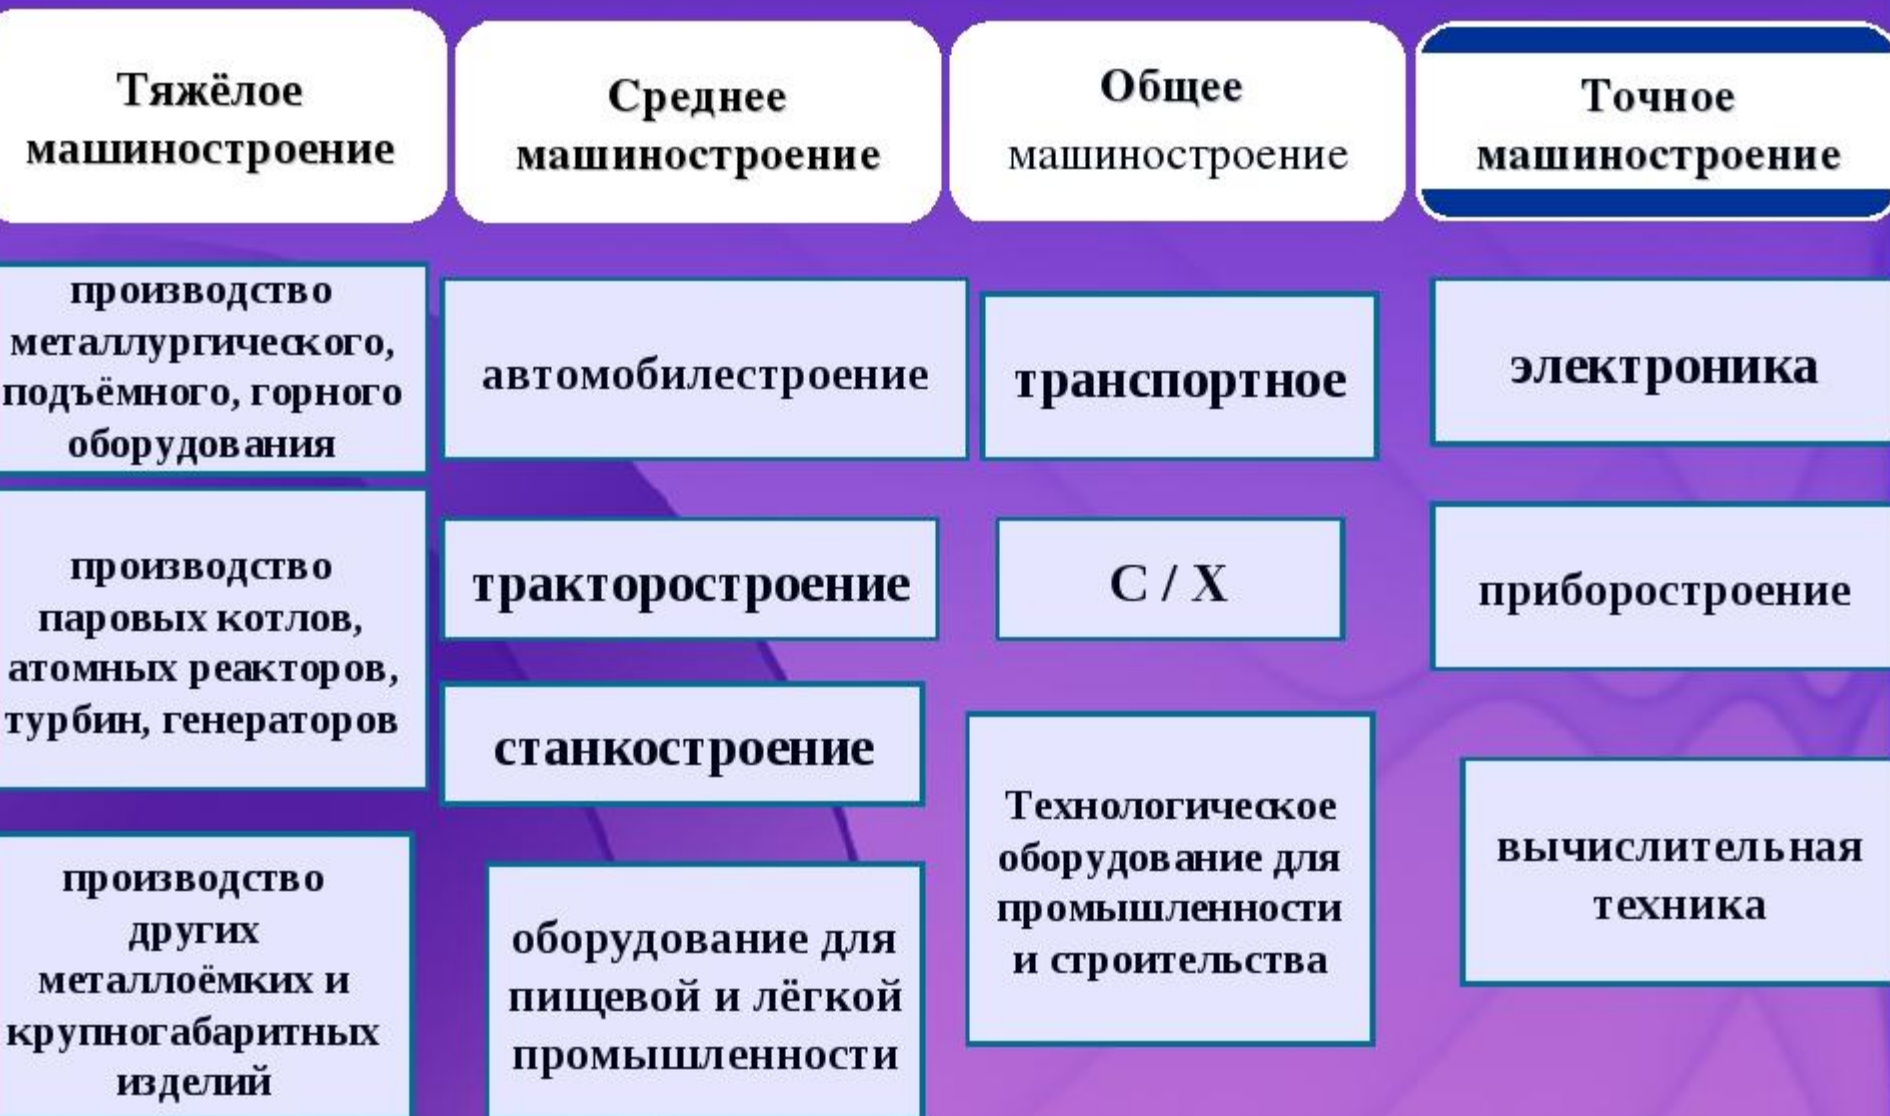 Тяжёлое
машиностроение
Среднее
машиностроение
Общее
машиностроение
Точное
машиностроение
производство
металлургического,
подъёмного, горного
оборудования
производство
паровых котлов,
атомных реакторов,
турбин, генераторов
производство
других
металлоёмких и
крупногабаритных
изделий
автомобилестроение
тракторостроение
станкостроение
оборудование для
пищевой и лёгкой
промышленности
транспортное
С / Х
Технологическое
оборудование для
промышленности
и строительства
электроника
приборостроение
вычислительная
техника